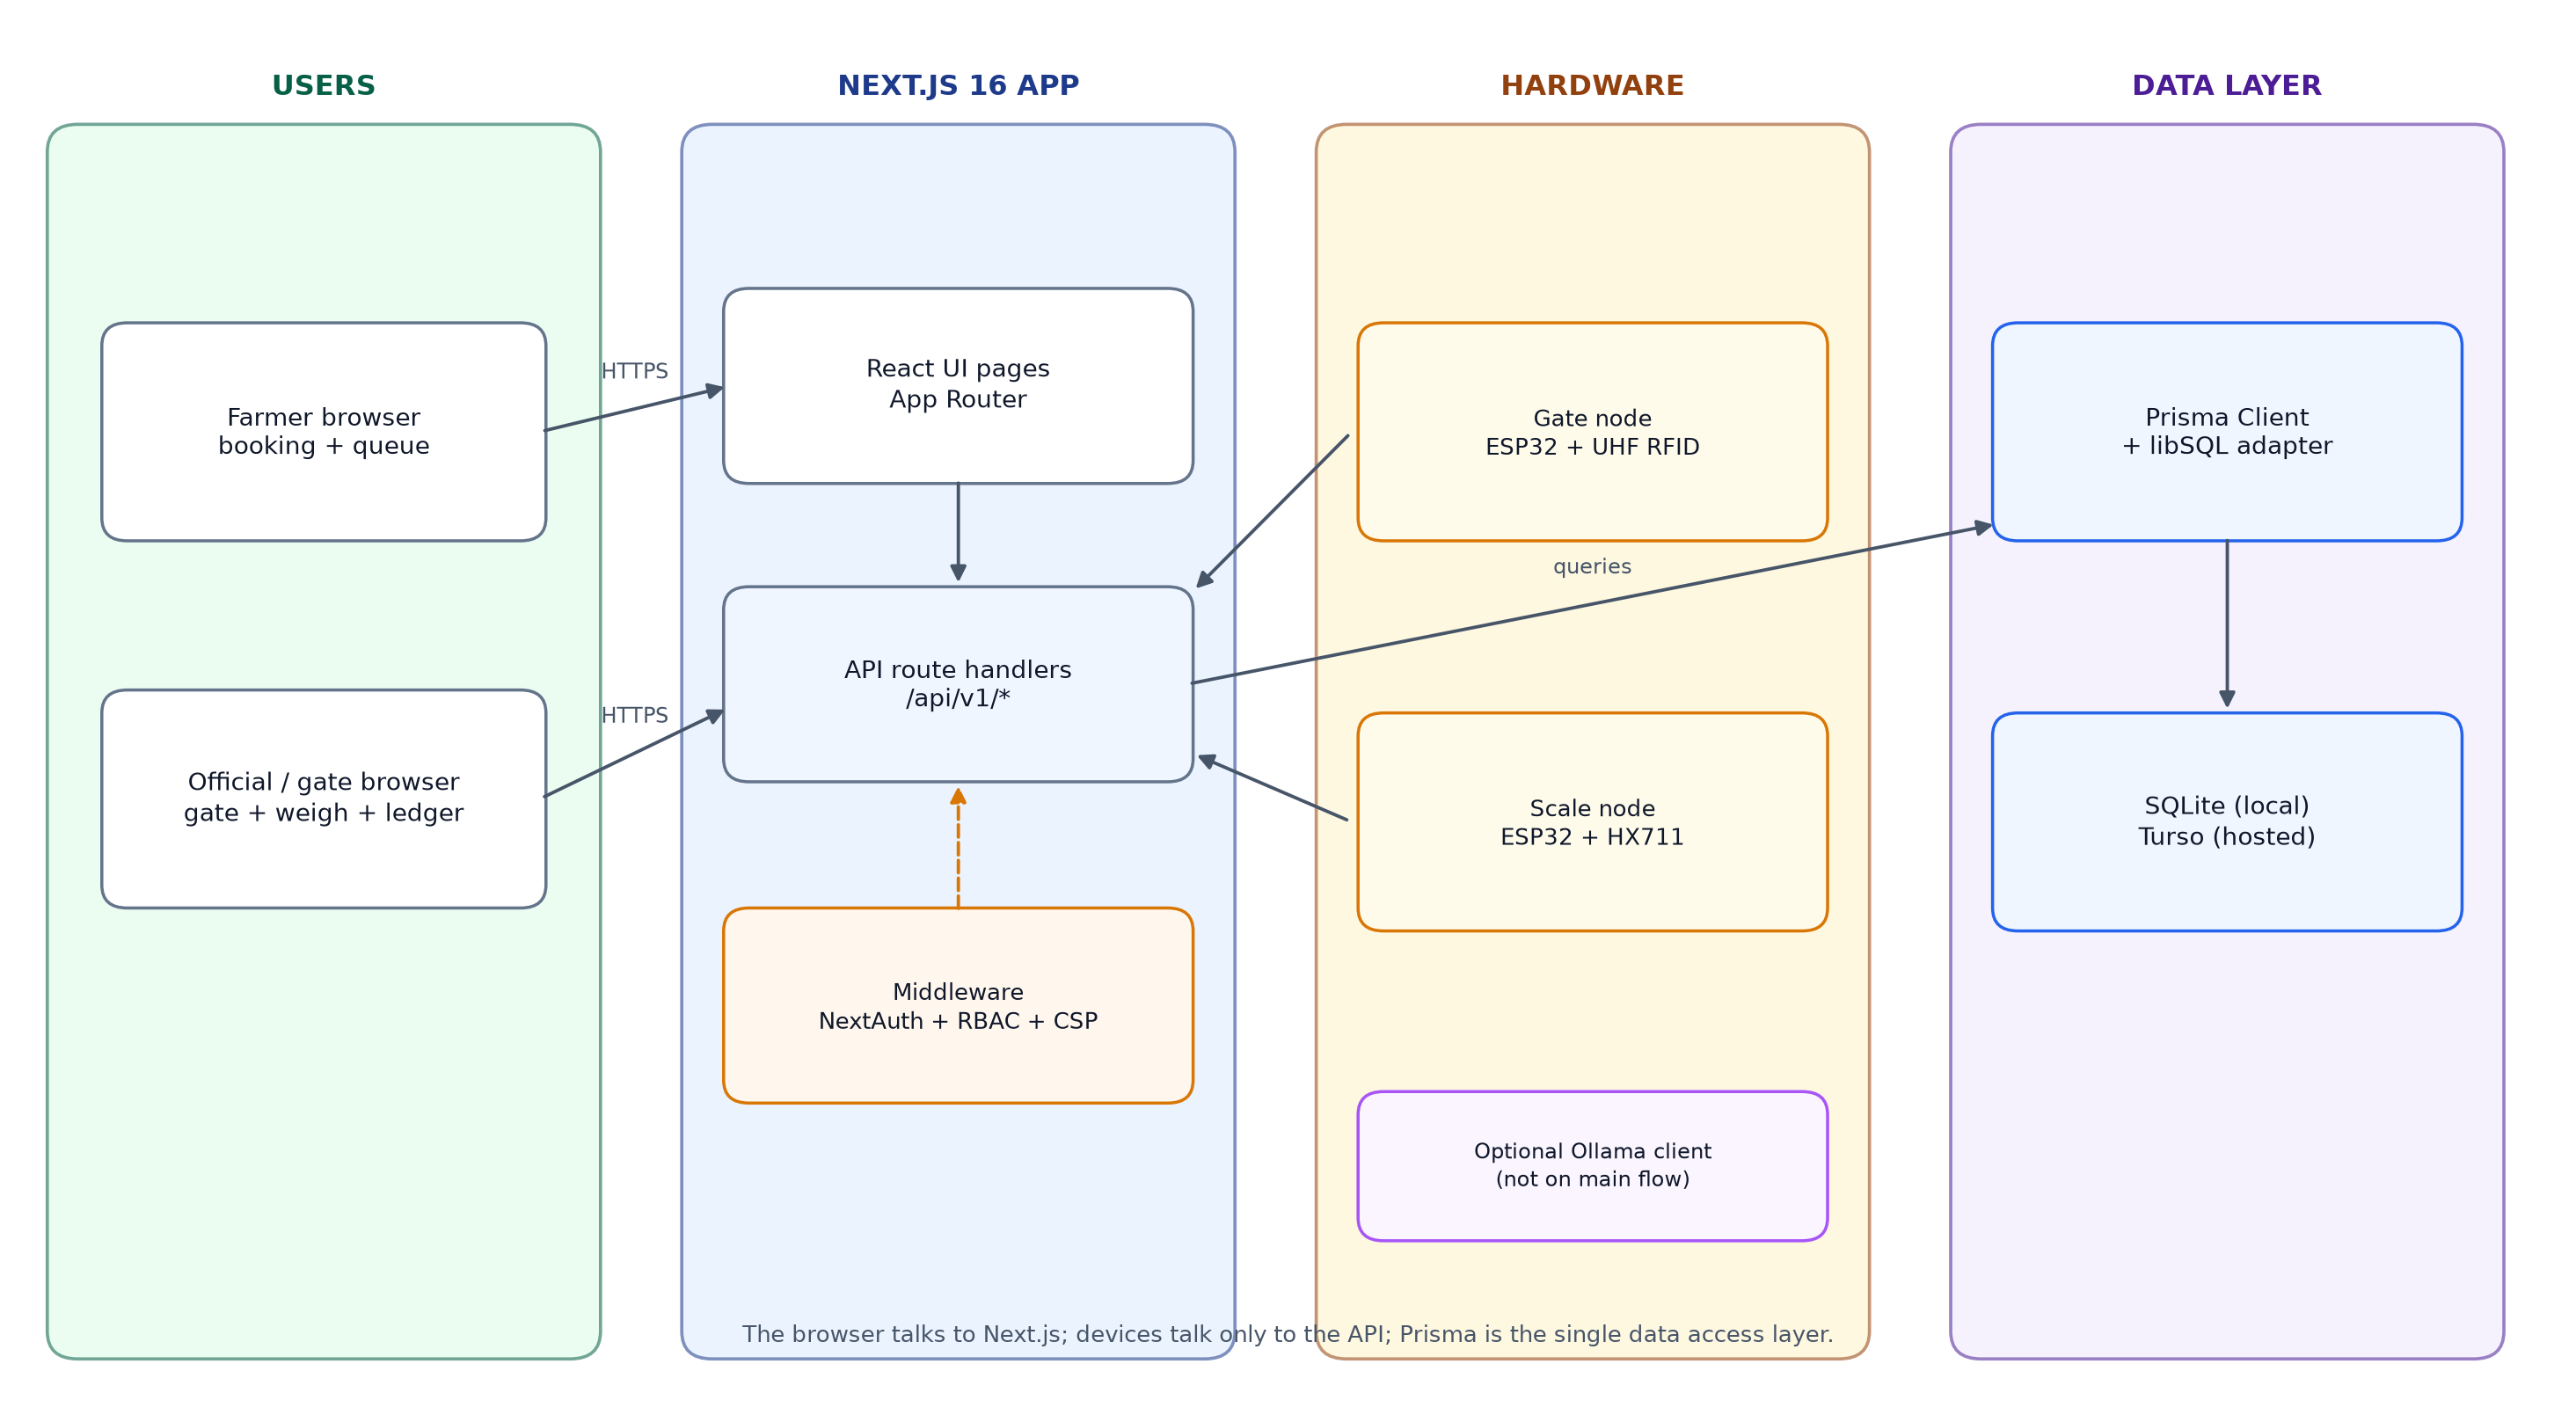 USERS
NEXT.JS 16 APP
HARDWARE
DATA LAYER
Farmer browser
booking + queue
Official / gate browser
gate + weigh + ledger
HTTPS
HTTPS
React UI pages
App Router
API route handlers
/api/v1/*
Middleware
NextAuth + RBAC + CSP
Gate node
ESP32 + UHF RFID
queries
Scale node
ESP32 + HX711
Optional Ollama client
(not on main flow)
Prisma Client
+ libSQL adapter
SQLite (local)
Turso (hosted)
The browser talks to Next.js; devices talk only to the API; Prisma is the single data access layer.